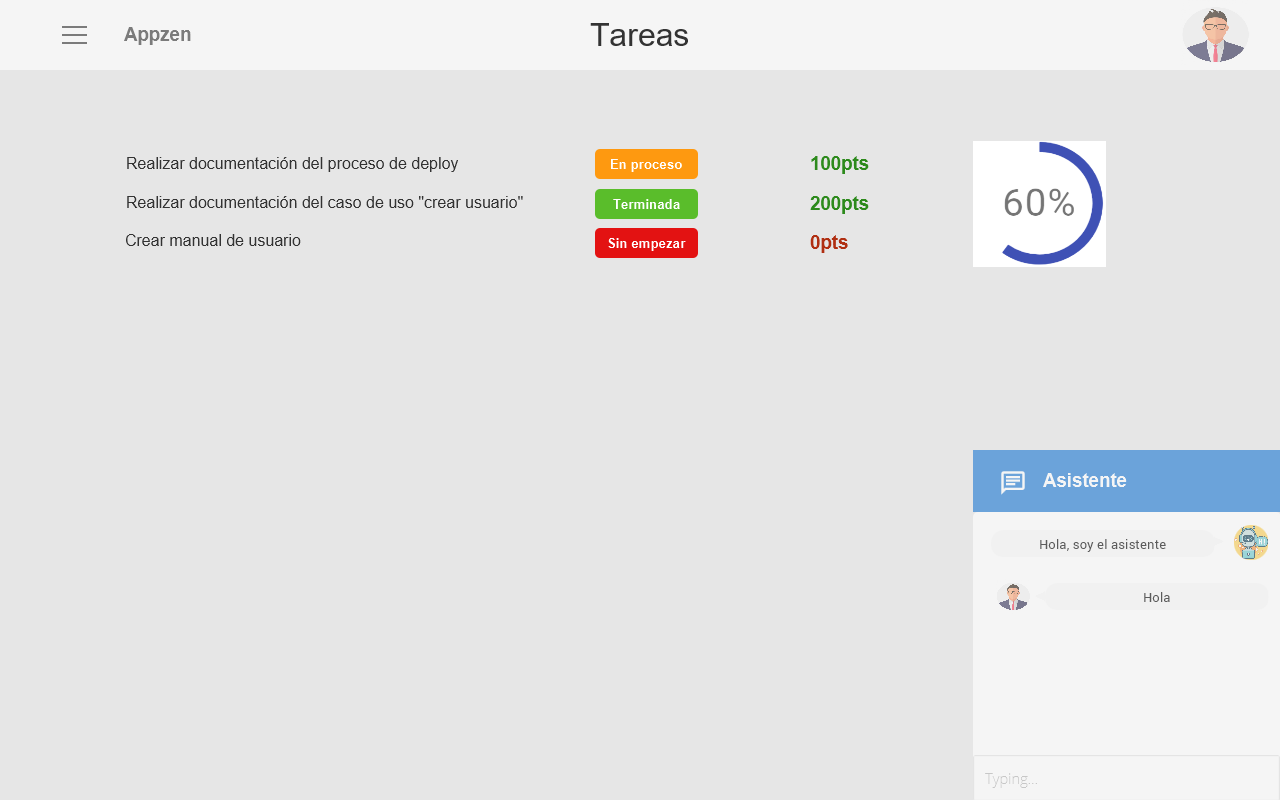 Appzen
Tareas
Realizar documentación del proceso de deploy
En proceso
100pts
Realizar documentación del caso de uso "crear usuario"
Terminada
200pts
Crear manual de usuario
Sin empezar
0pts
60%
Asistente
Hola, soy el asistente
Hola
Typing...